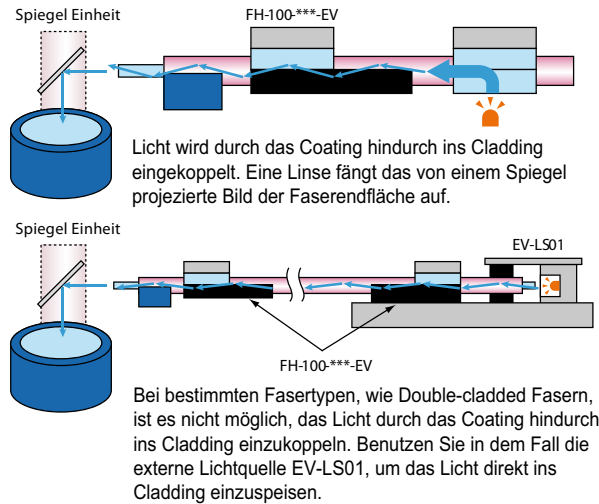 Spiegel Einheit
FH-100-***-EV
Licht wird durch das Coating hindurch ins Cladding
eingekoppelt. Eine Linse fängt das von einem Spiegel
projezierte Bild der Faserendfläche auf.
Spiegel Einheit
EV-LS01
FH-100-***-EV
Bei bestimmten Fasertypen, wie Double-cladded Fasern,
ist es nicht möglich, das Licht durch das Coating hindurch
ins Cladding einzukoppeln. Benutzen Sie in dem Fall die
externe Lichtquelle EV-LS01, um das Licht direkt ins
Cladding einzuspeisen.